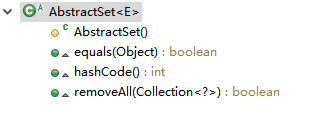 AbstractSet<E>
AbstractSet()
equals(Object) : boolean
hashCode() : int
removeAll(Collection<?>) : boolean